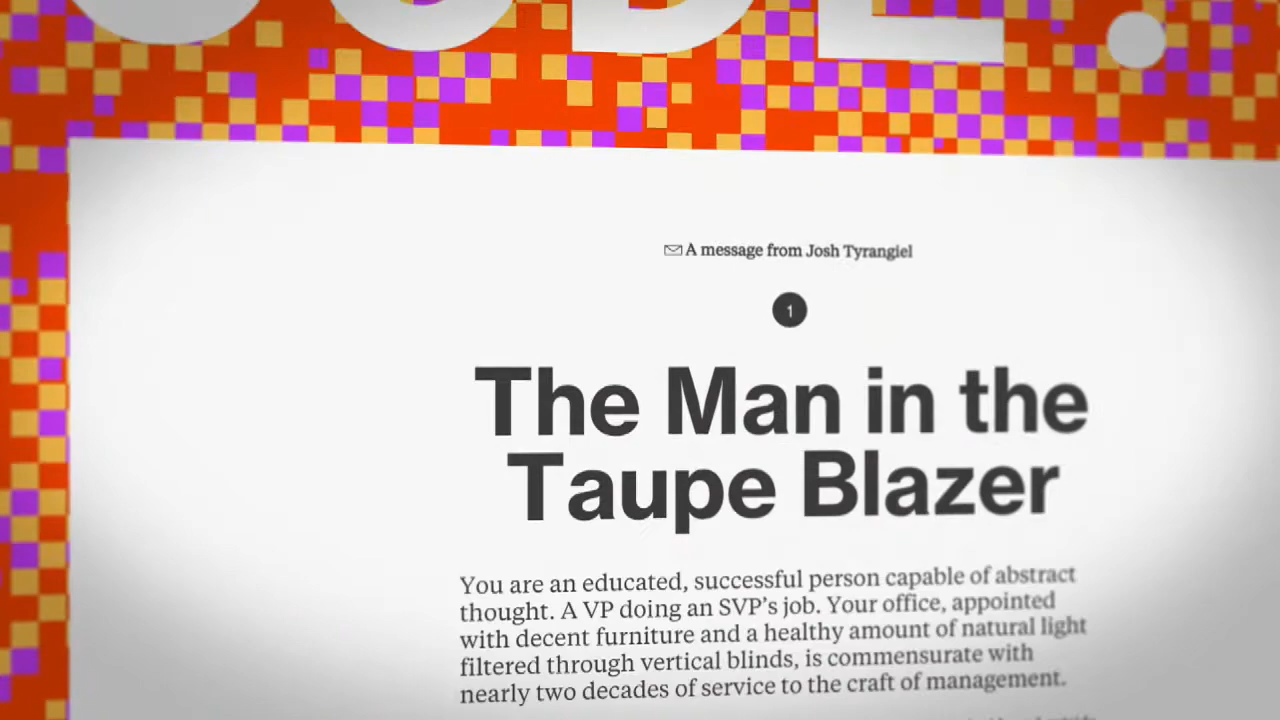 CODE
A message from Josh Tyrangiel
1
The Man in the
Taupe Blazer
You are an educated, successful person capable of abstract
thought. A VP doing an SVP's job. Your office, appointed
with decent furniture and a healthy amount of natural light
filtered through vertical blinds, is commensurate with
nearly two decades of service to the craft of management.